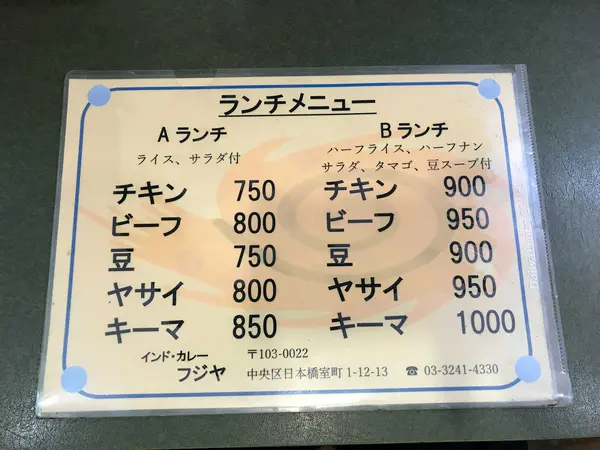 ランチメニュー
Aランチ
ライス、サラダ付
チキン 750
ビーフ 800
豆 750
ヤサイ 800
キーマ 850
Bランチ
ハーフライス、ハーフナン
サラダ、タマゴ、豆スープ付
チキン 900
ビーフ 950
豆 900
ヤサイ 950
キーマ 1000
インド・カレー
フジヤ
〒103-0022
中央区日本橋室町 1-12-13 ☎ 03-3241-4330